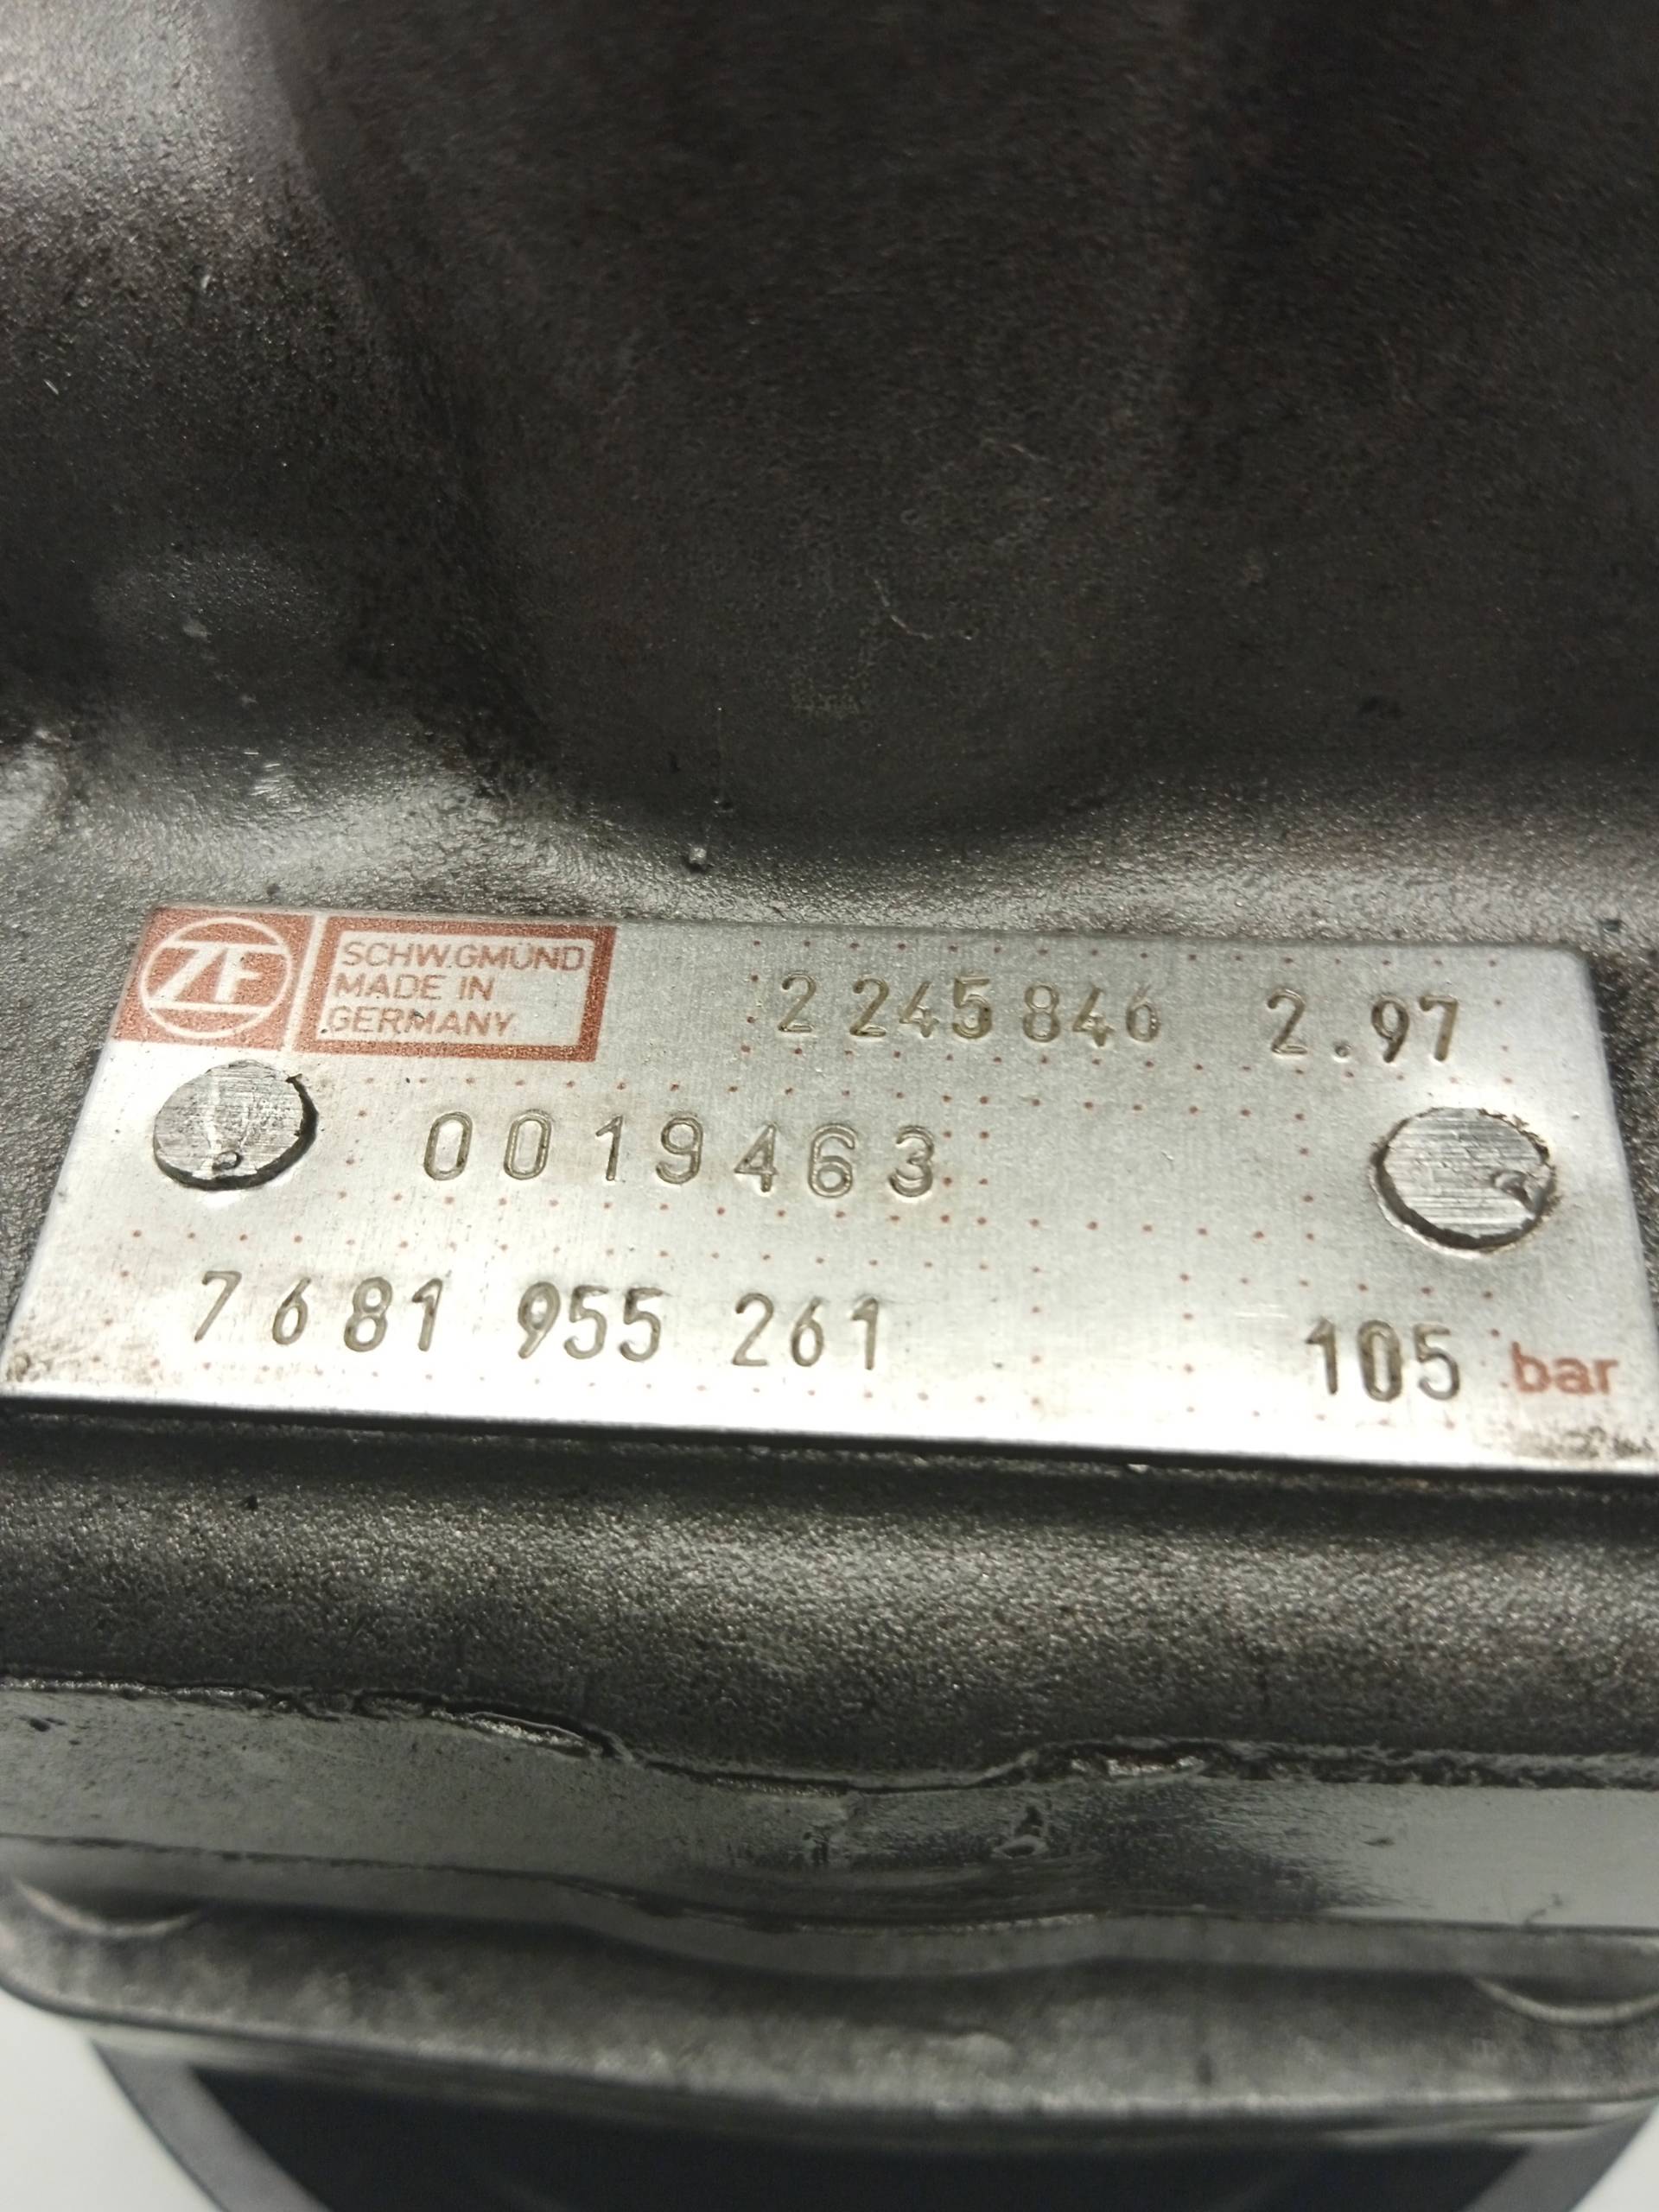 ZF
SCHW.GMÜND
MADE IN
GERMANY
2 245 846 2.97
0019463
7681 955 261 105 bar